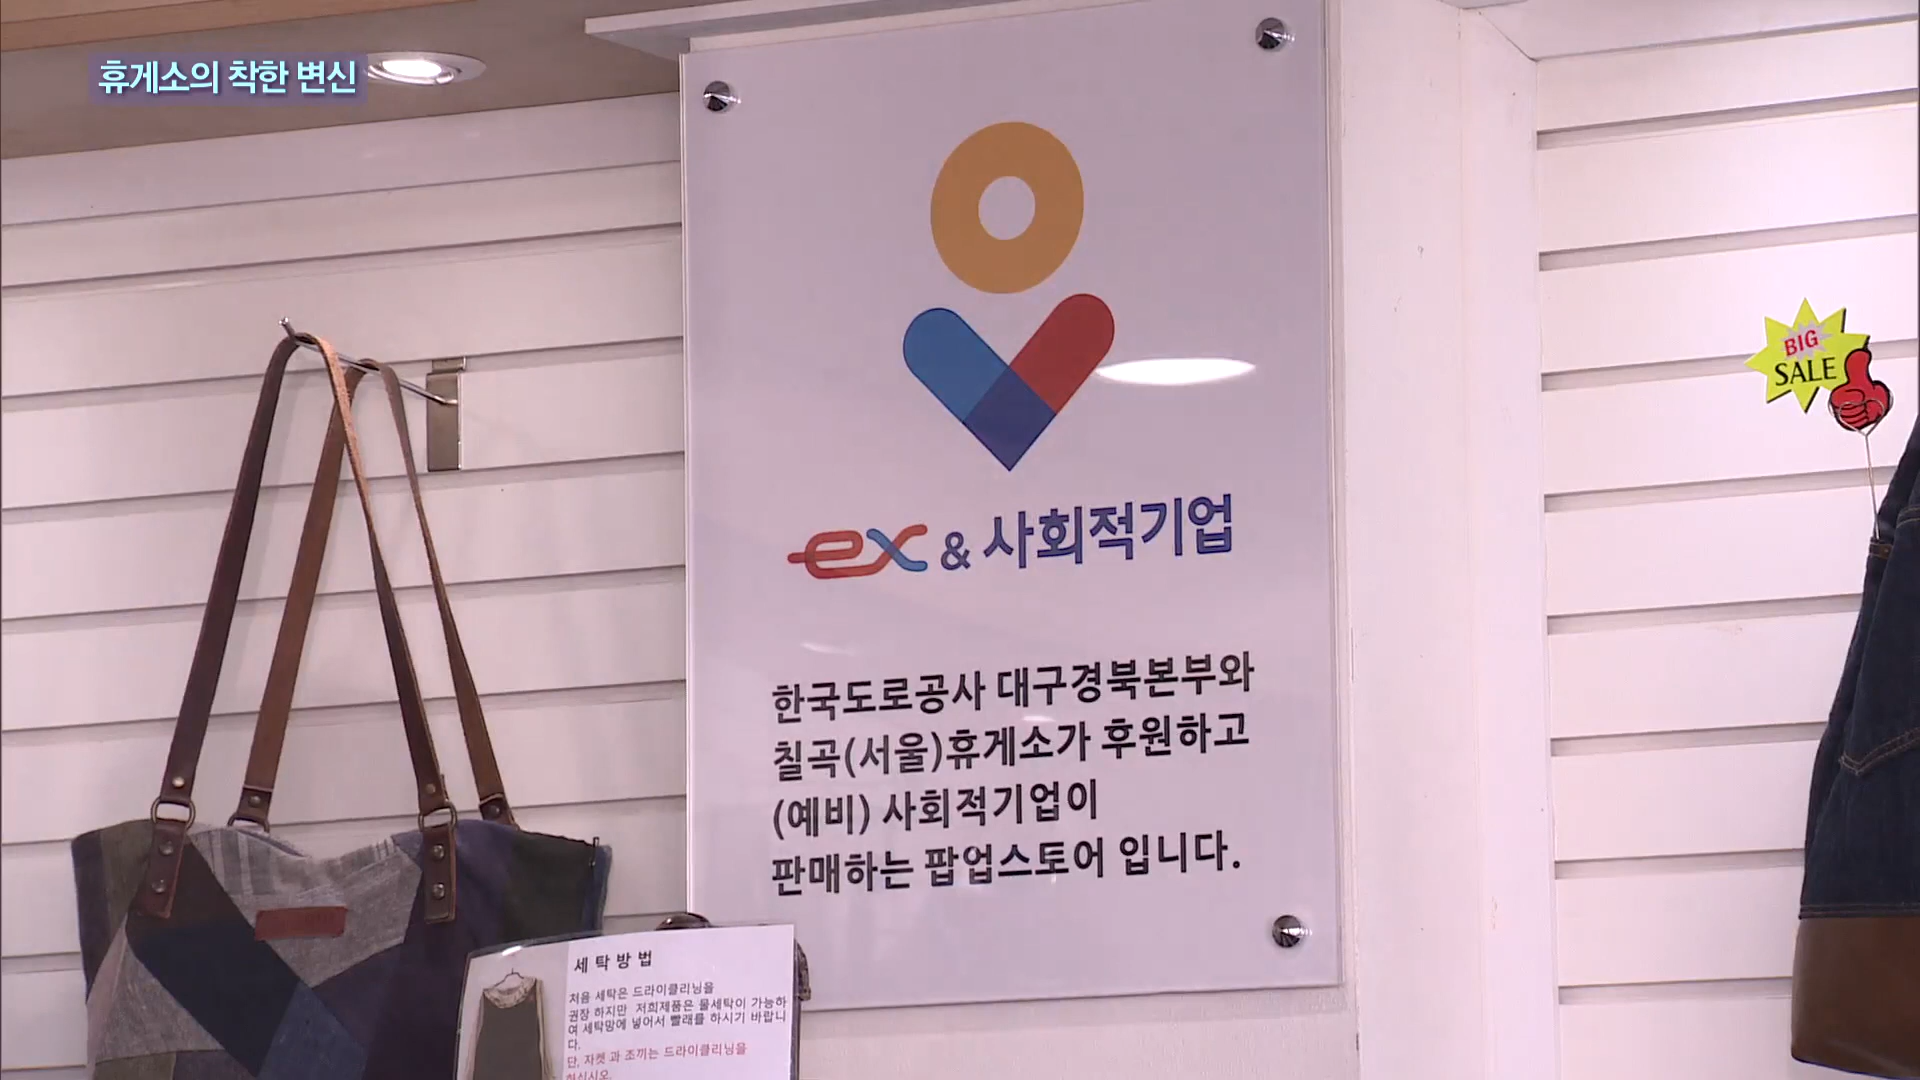 휴게소의 착한 변신
BIG
SALE
ex & 사회적기업
한국도로공사 대구경북본부와
칠곡(서울)휴게소가 후원하고
(예비) 사회적기업이
판매하는 팝업스토어 입니다.
세탁방법
처음 세탁은 드라이클리닝을
권장 하지만 저희제품은 물세탁이 가능하
여 세탁망에 넣어서 빨래를 하시기 바랍니
다.
단, 자켓 과 조끼는 드라이클리닝을
하십시오.